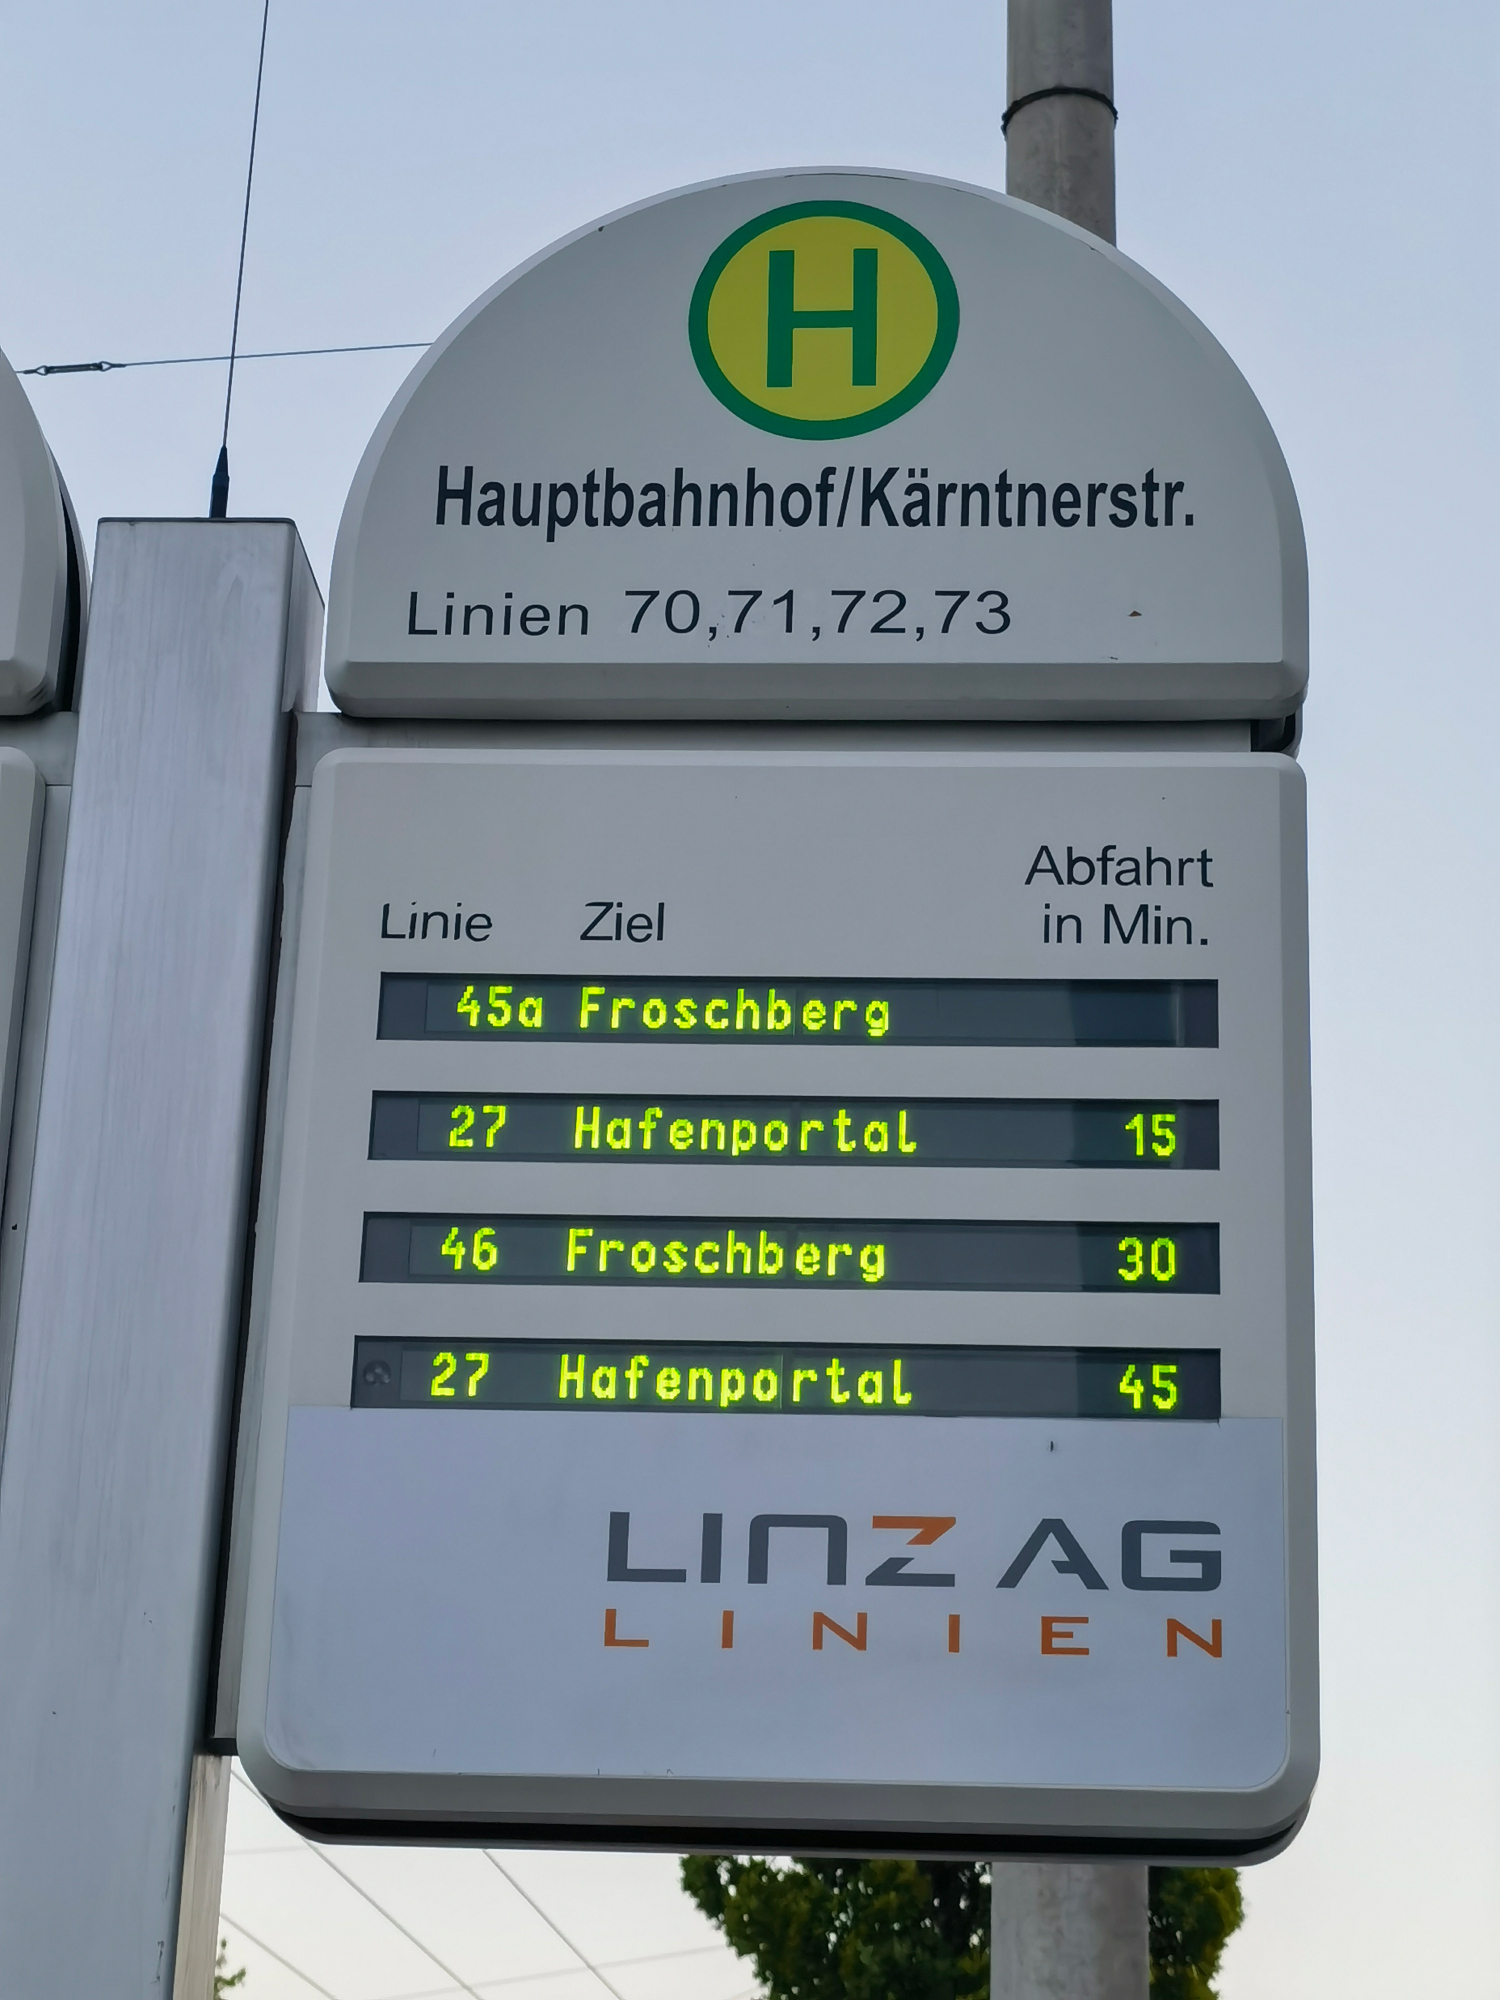 H
Hauptbahnhof/Kärntnerstr.
Linien 70,71,72,73
Abfahrt
Linie Ziel in Min.
45a Froschberg
27 Hafenportal 15
46 Froschberg 30
27 Hafenportal 45
LINZ AG
LINIEN